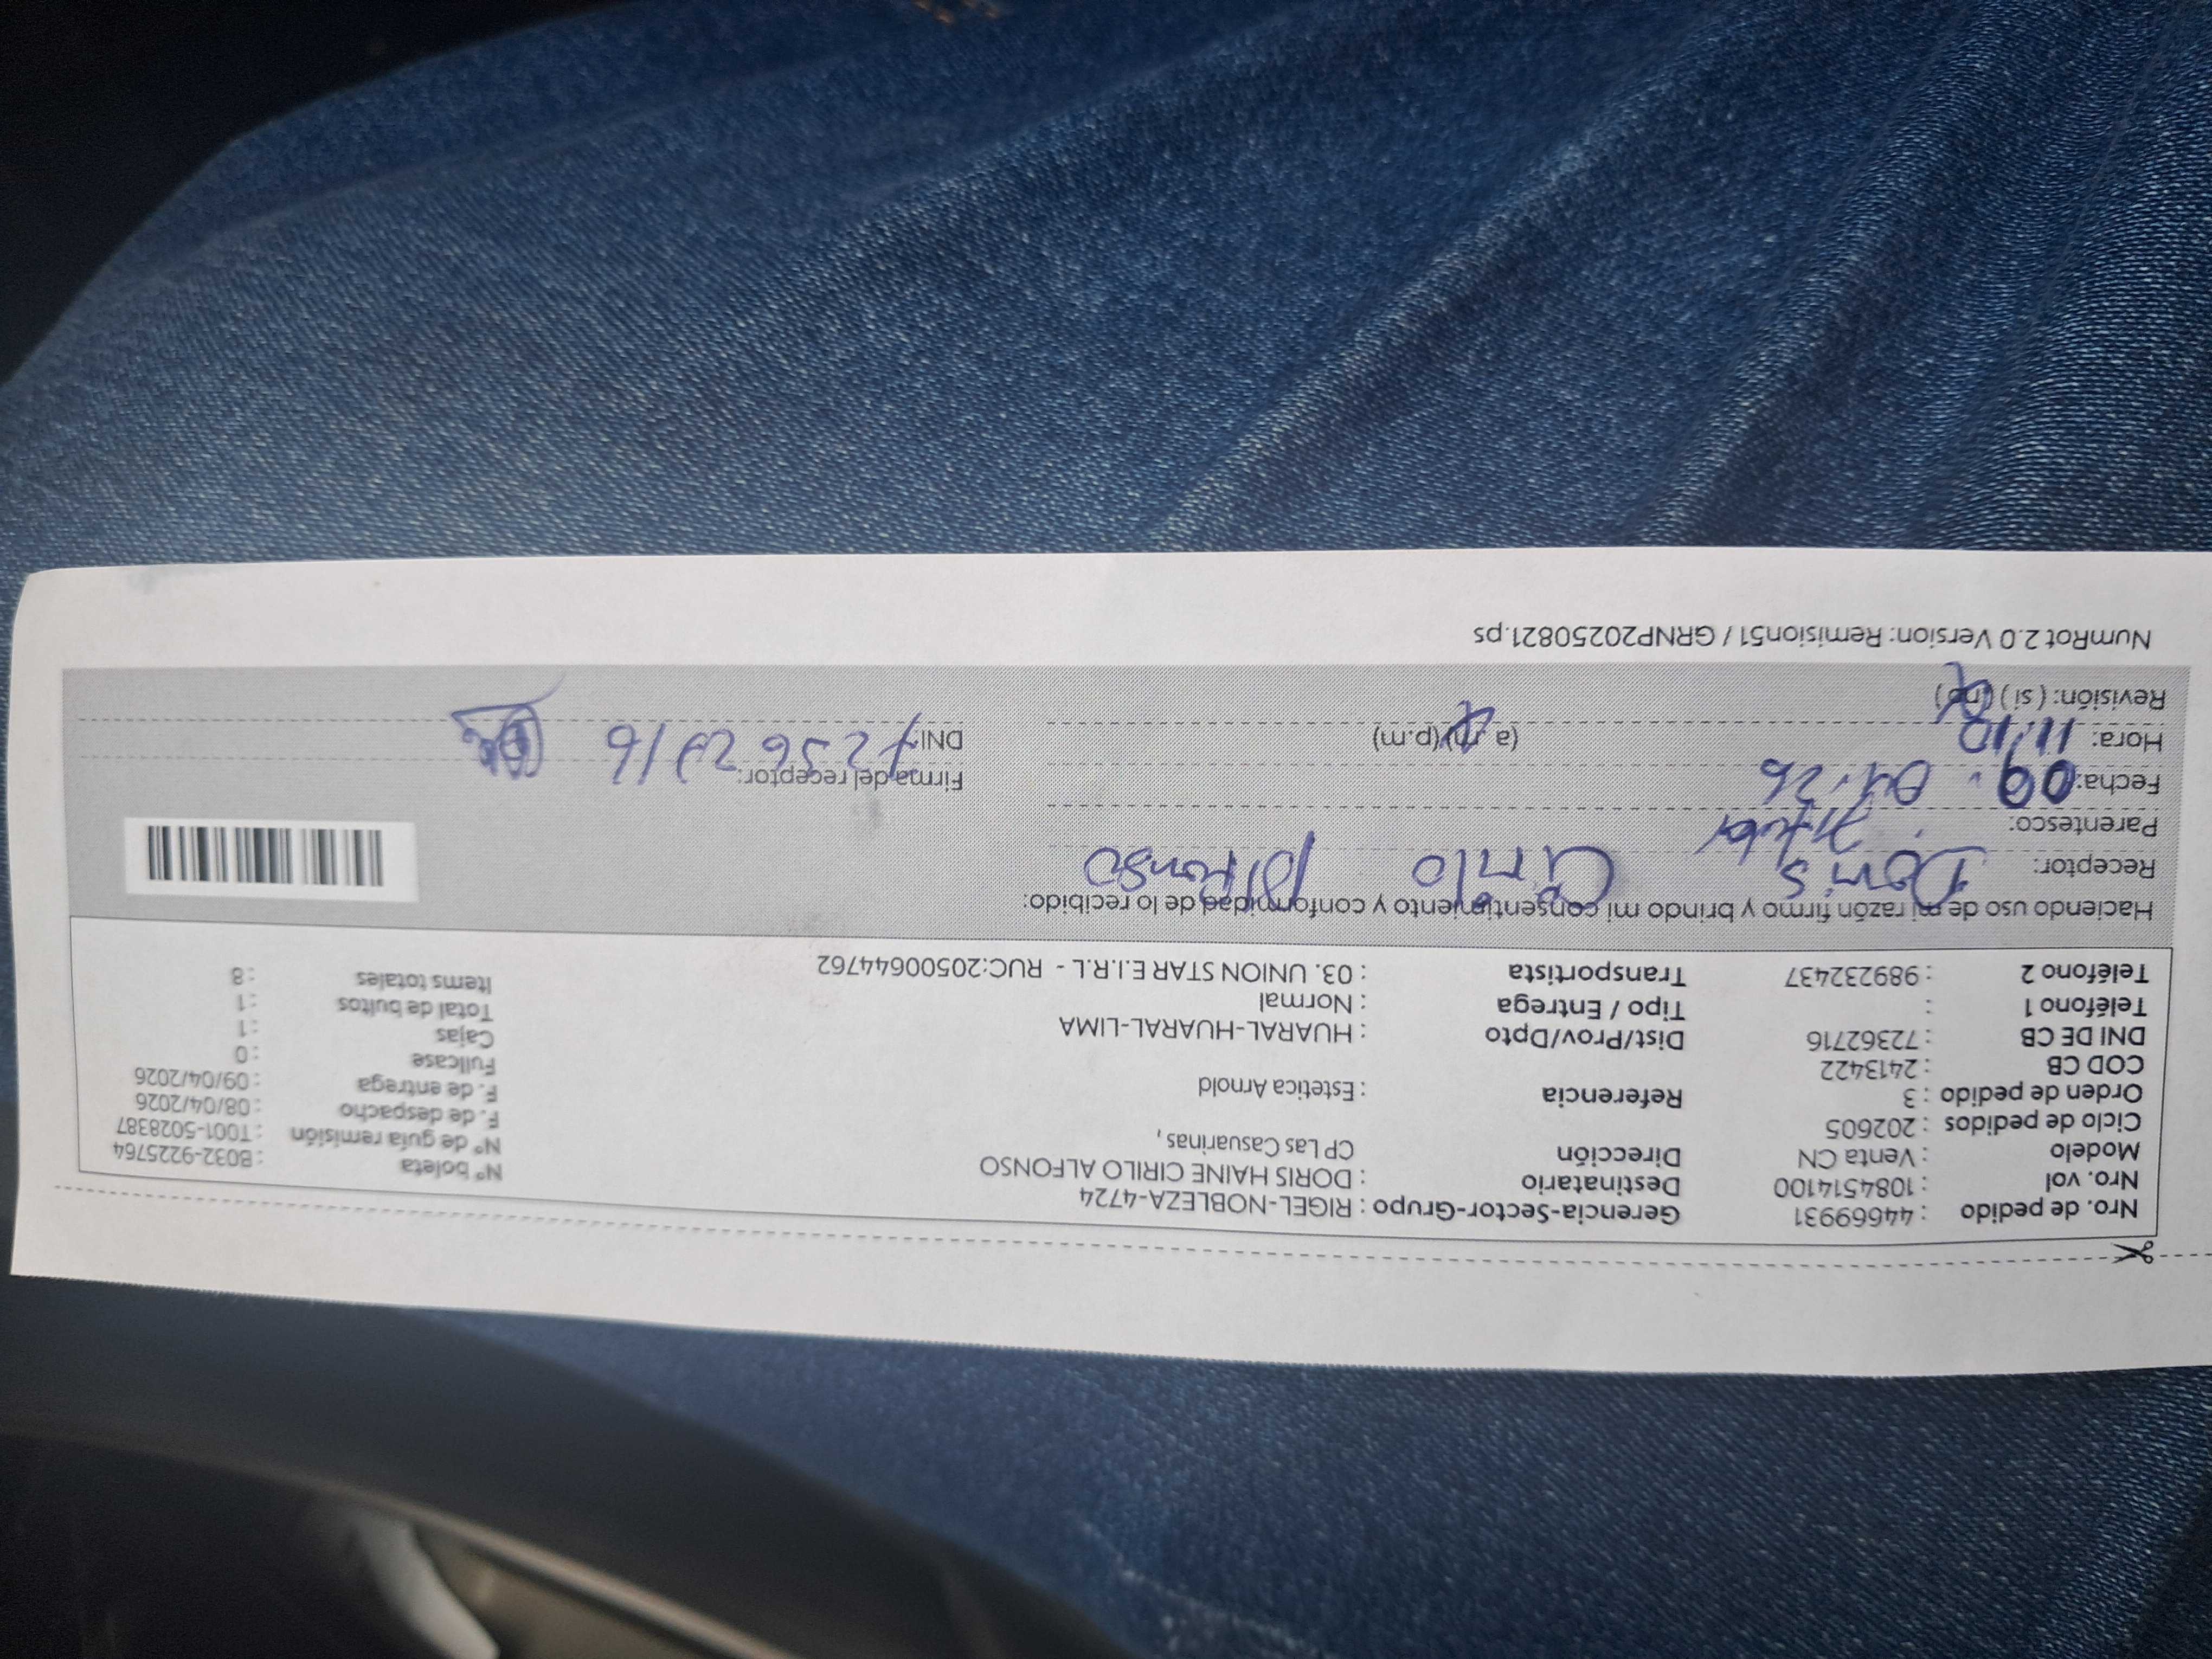 Nro. de pedido : 44669931 Gerencia-Sector-Grupo : RIGEL-NOBLEZA-4724 N° boleta : B032-9225764
Nro. vol : 1084514100 Destinatario : DORIS HAINE CIRILO ALFONSO N° de guía remisión : T001-5028387
Modelo : Venta CN Dirección CP Las Casuarinas, F. de despacho : 08/04/2026
Ciclo de pedidos : 202605 F. de entrega : 09/04/2026
Orden de pedido : 3 Referencia : Estetica Arnold Fullcase : 0
COD CB : 2413422 Cajas : 1
DNI DE CB : 72362716 Dist/Prov/Dpto : HUARAL-HUARAL-LIMA Total de bultos : 1
Teléfono 1 : Tipo / Entrega : Normal Items totales : 8
Teléfono 2 : 989232437 Transportista : 03. UNION STAR E.I.R.L - RUC:20500644762
Haciendo uso de mi razón firmo y brindo mi consentimiento y conformidad de lo recibido:
Receptor: Doris Cirilo Alfonso
Parentesco: Titular
Fecha: 09. 04. 26 Firma del receptor:
Hora: 11:10 (a.m) (p.m) DNI:
Revisión: (si) (no)
NumRot 2.0 Version: Remision51 / GRNP20250821.ps